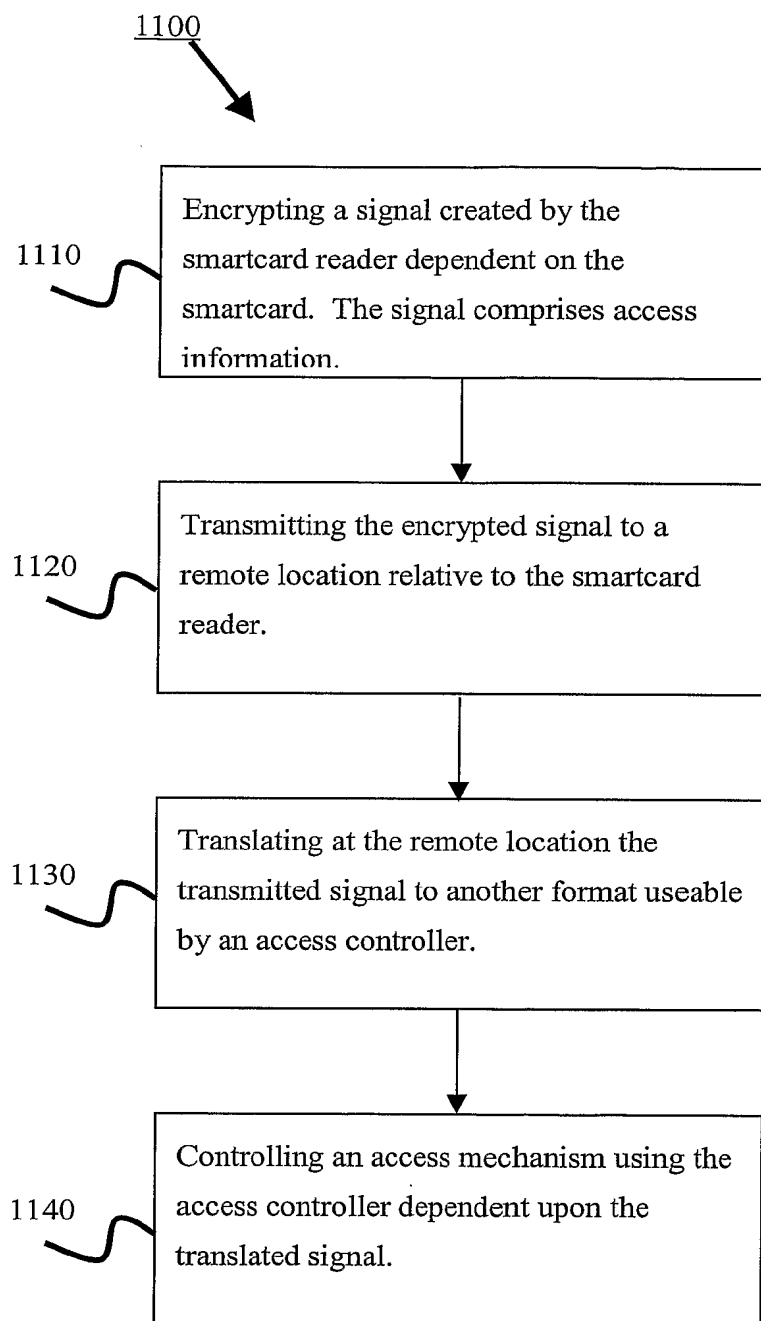 1100
1110
Encrypting a signal created by the
smartcard reader dependent on the
smartcard. The signal comprises access
information.
1120
Transmitting the encrypted signal to a
remote location relative to the smartcard
reader.
1130
Translating at the remote location the
transmitted signal to another format useable
by an access controller.
1140
Controlling an access mechanism using the
access controller dependent upon the
translated signal.